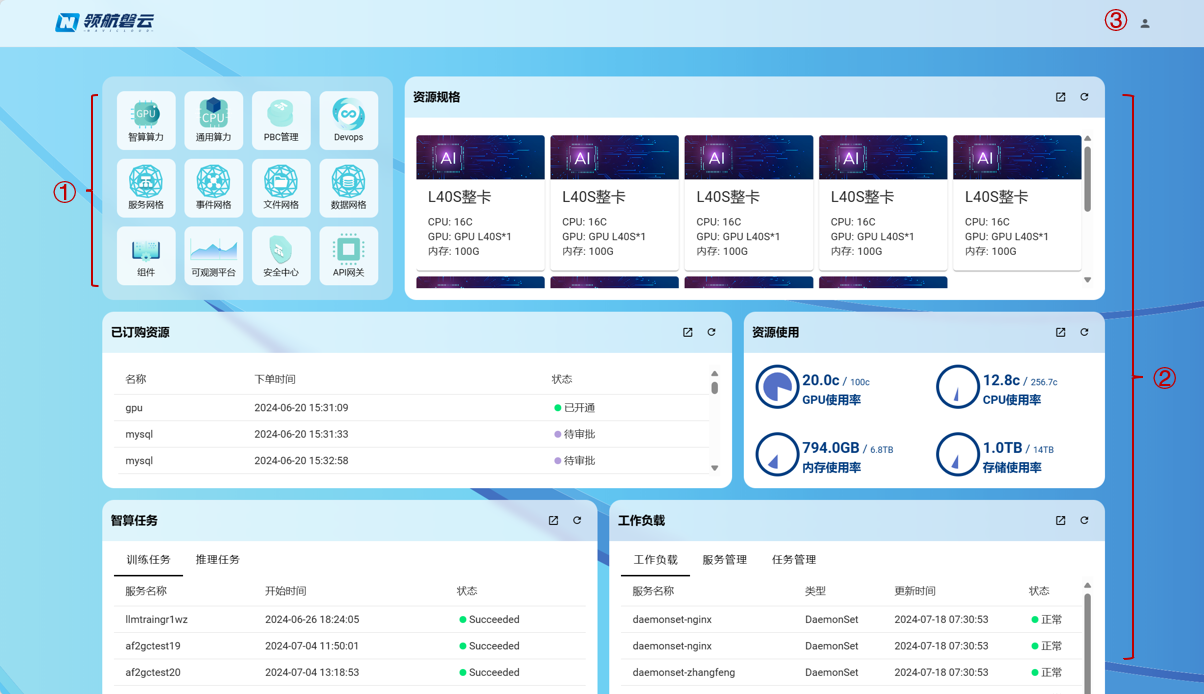 领航磐云
③
①
②
GPU
智算算力
CPU
通用算力
PBC管理
Devops
服务网格
事件网格
文件网格
数据网格
组件
可观测平台
安全中心
API网关
资源规格
AI
AI
AI
AI
AI
L40S整卡
L40S整卡
L40S整卡
L40S整卡
L40S整卡
CPU: 16C
CPU: 16C
CPU: 16C
CPU: 16C
CPU: 16C
GPU: GPU L40S*1
GPU: GPU L40S*1
GPU: GPU L40S*1
GPU: GPU L40S*1
GPU: GPU L40S*1
内存: 100G
内存: 100G
内存: 100G
内存: 100G
内存: 100G
已订购资源
名称 下单时间 状态
gpu 2024-06-20 15:31:09 已开通
mysql 2024-06-20 15:31:33 待审批
mysql 2024-06-20 15:32:58 待审批
资源使用
20.0c / 100c
GPU使用率
12.8c / 256.7c
CPU使用率
794.0GB / 6.8TB
内存使用率
1.0TB / 14TB
存储使用率
智算任务
训练任务 推理任务
服务名称 开始时间 状态
llmtraingr1wz 2024-06-26 18:24:05 Succeeded
af2gctest19 2024-07-04 11:50:01 Succeeded
af2gctest20 2024-07-04 13:18:53 Succeeded
工作负载
工作负载 服务管理 任务管理
服务名称 类型 更新时间 状态
daemonset-nginx DaemonSet 2024-07-18 07:30:53 正常
daemonset-nginx DaemonSet 2024-07-18 07:30:53 正常
daemonset-zhangfeng DaemonSet 2024-07-18 07:30:53 正常